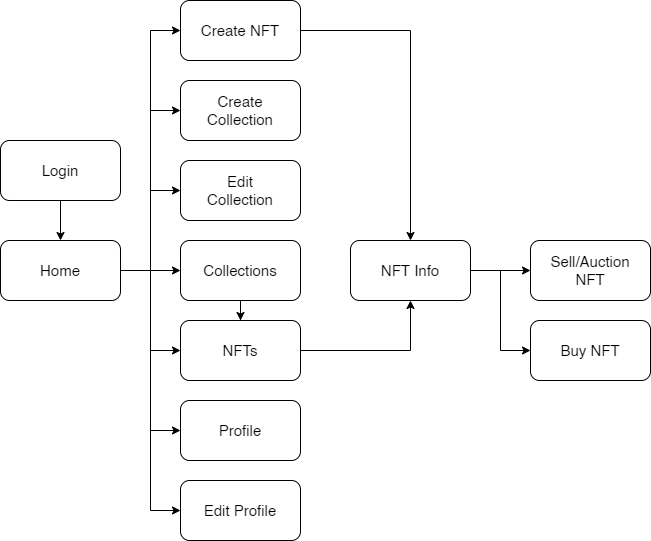 Create NFT
Create
Collection
Login
Edit
Collection
Home
Collections
NFT Info
Sell/Auction
NFT
NFTs
Buy NFT
Profile
Edit Profile